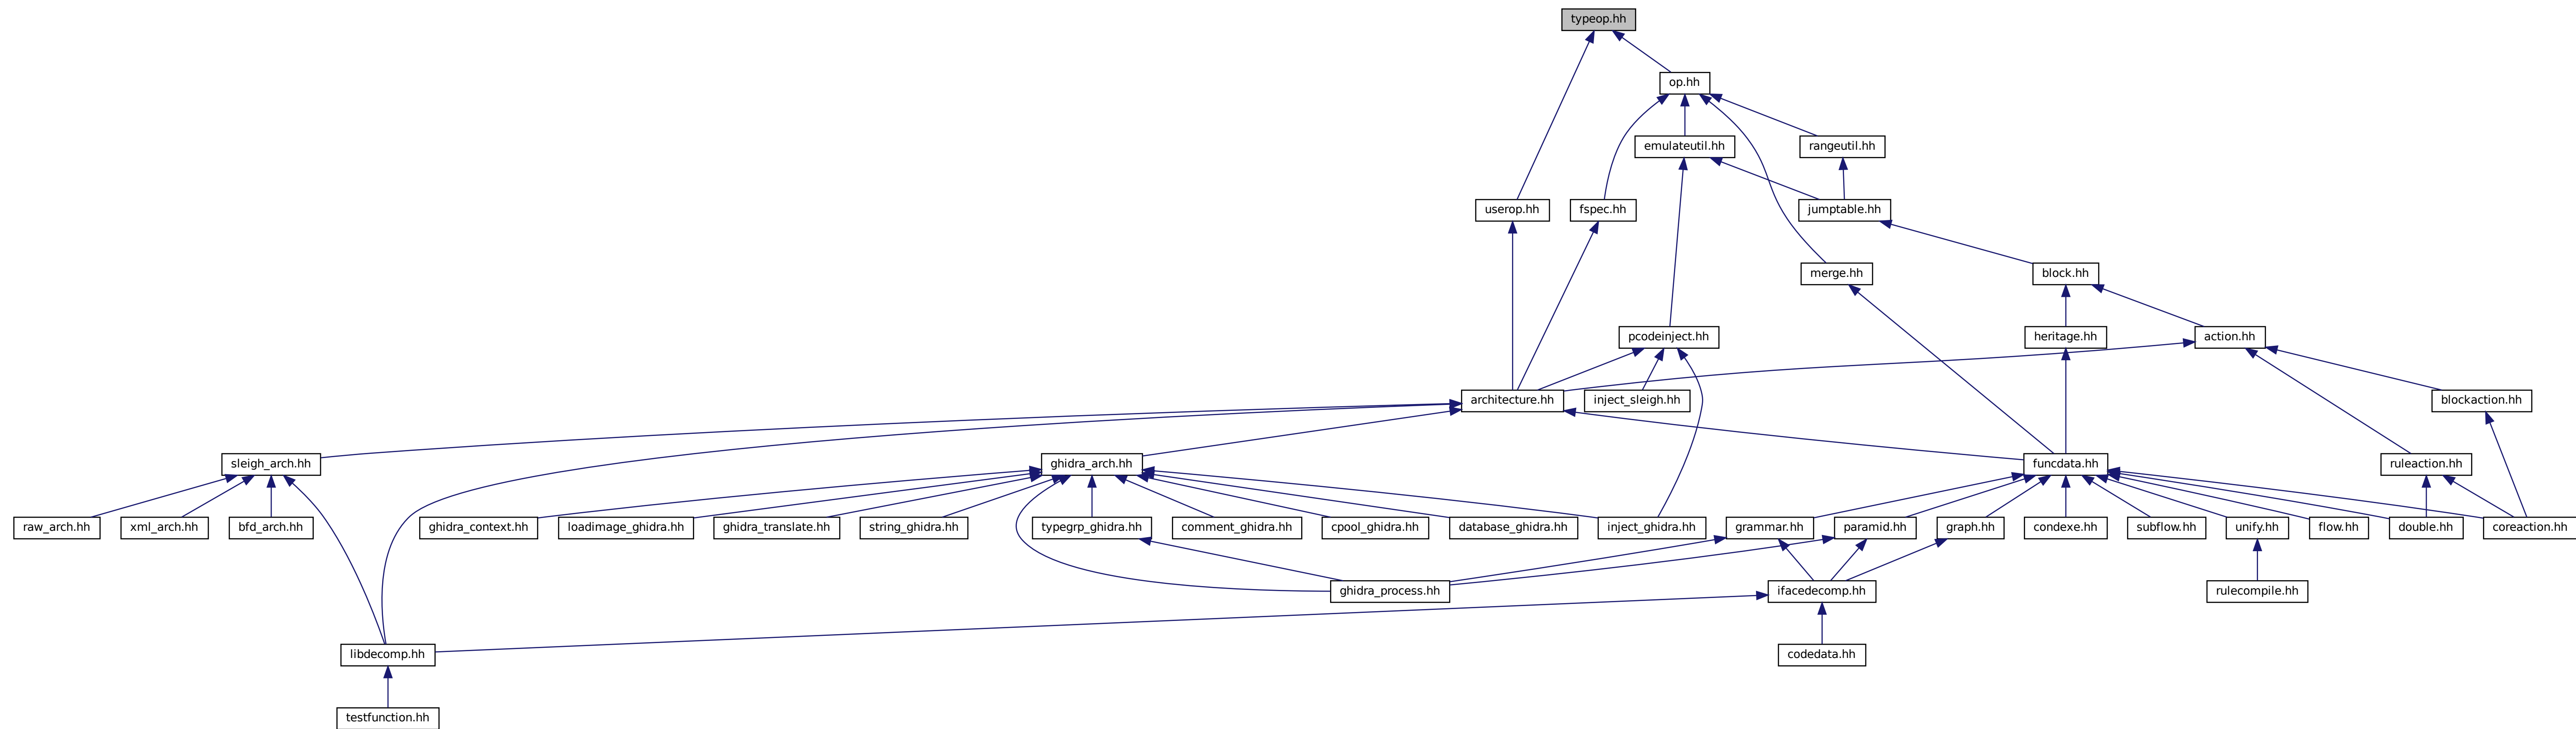 typeop.hh
op.hh
emulateutil.hh
rangeutil.hh
userop.hh
fspec.hh
jumptable.hh
merge.hh
block.hh
pcodeinject.hh
heritage.hh
action.hh
architecture.hh
inject_sleigh.hh
blockaction.hh
sleigh_arch.hh
ghidra_arch.hh
funcdata.hh
ruleaction.hh
raw_arch.hh
xml_arch.hh
bfd_arch.hh
ghidra_context.hh
loadimage_ghidra.hh
ghidra_translate.hh
string_ghidra.hh
typegrp_ghidra.hh
comment_ghidra.hh
cpool_ghidra.hh
database_ghidra.hh
inject_ghidra.hh
grammar.hh
paramid.hh
graph.hh
condexe.hh
subflow.hh
unify.hh
flow.hh
double.hh
coreaction.hh
ghidra_process.hh
ifacedecomp.hh
rulecompile.hh
libdecomp.hh
codedata.hh
testfunction.hh